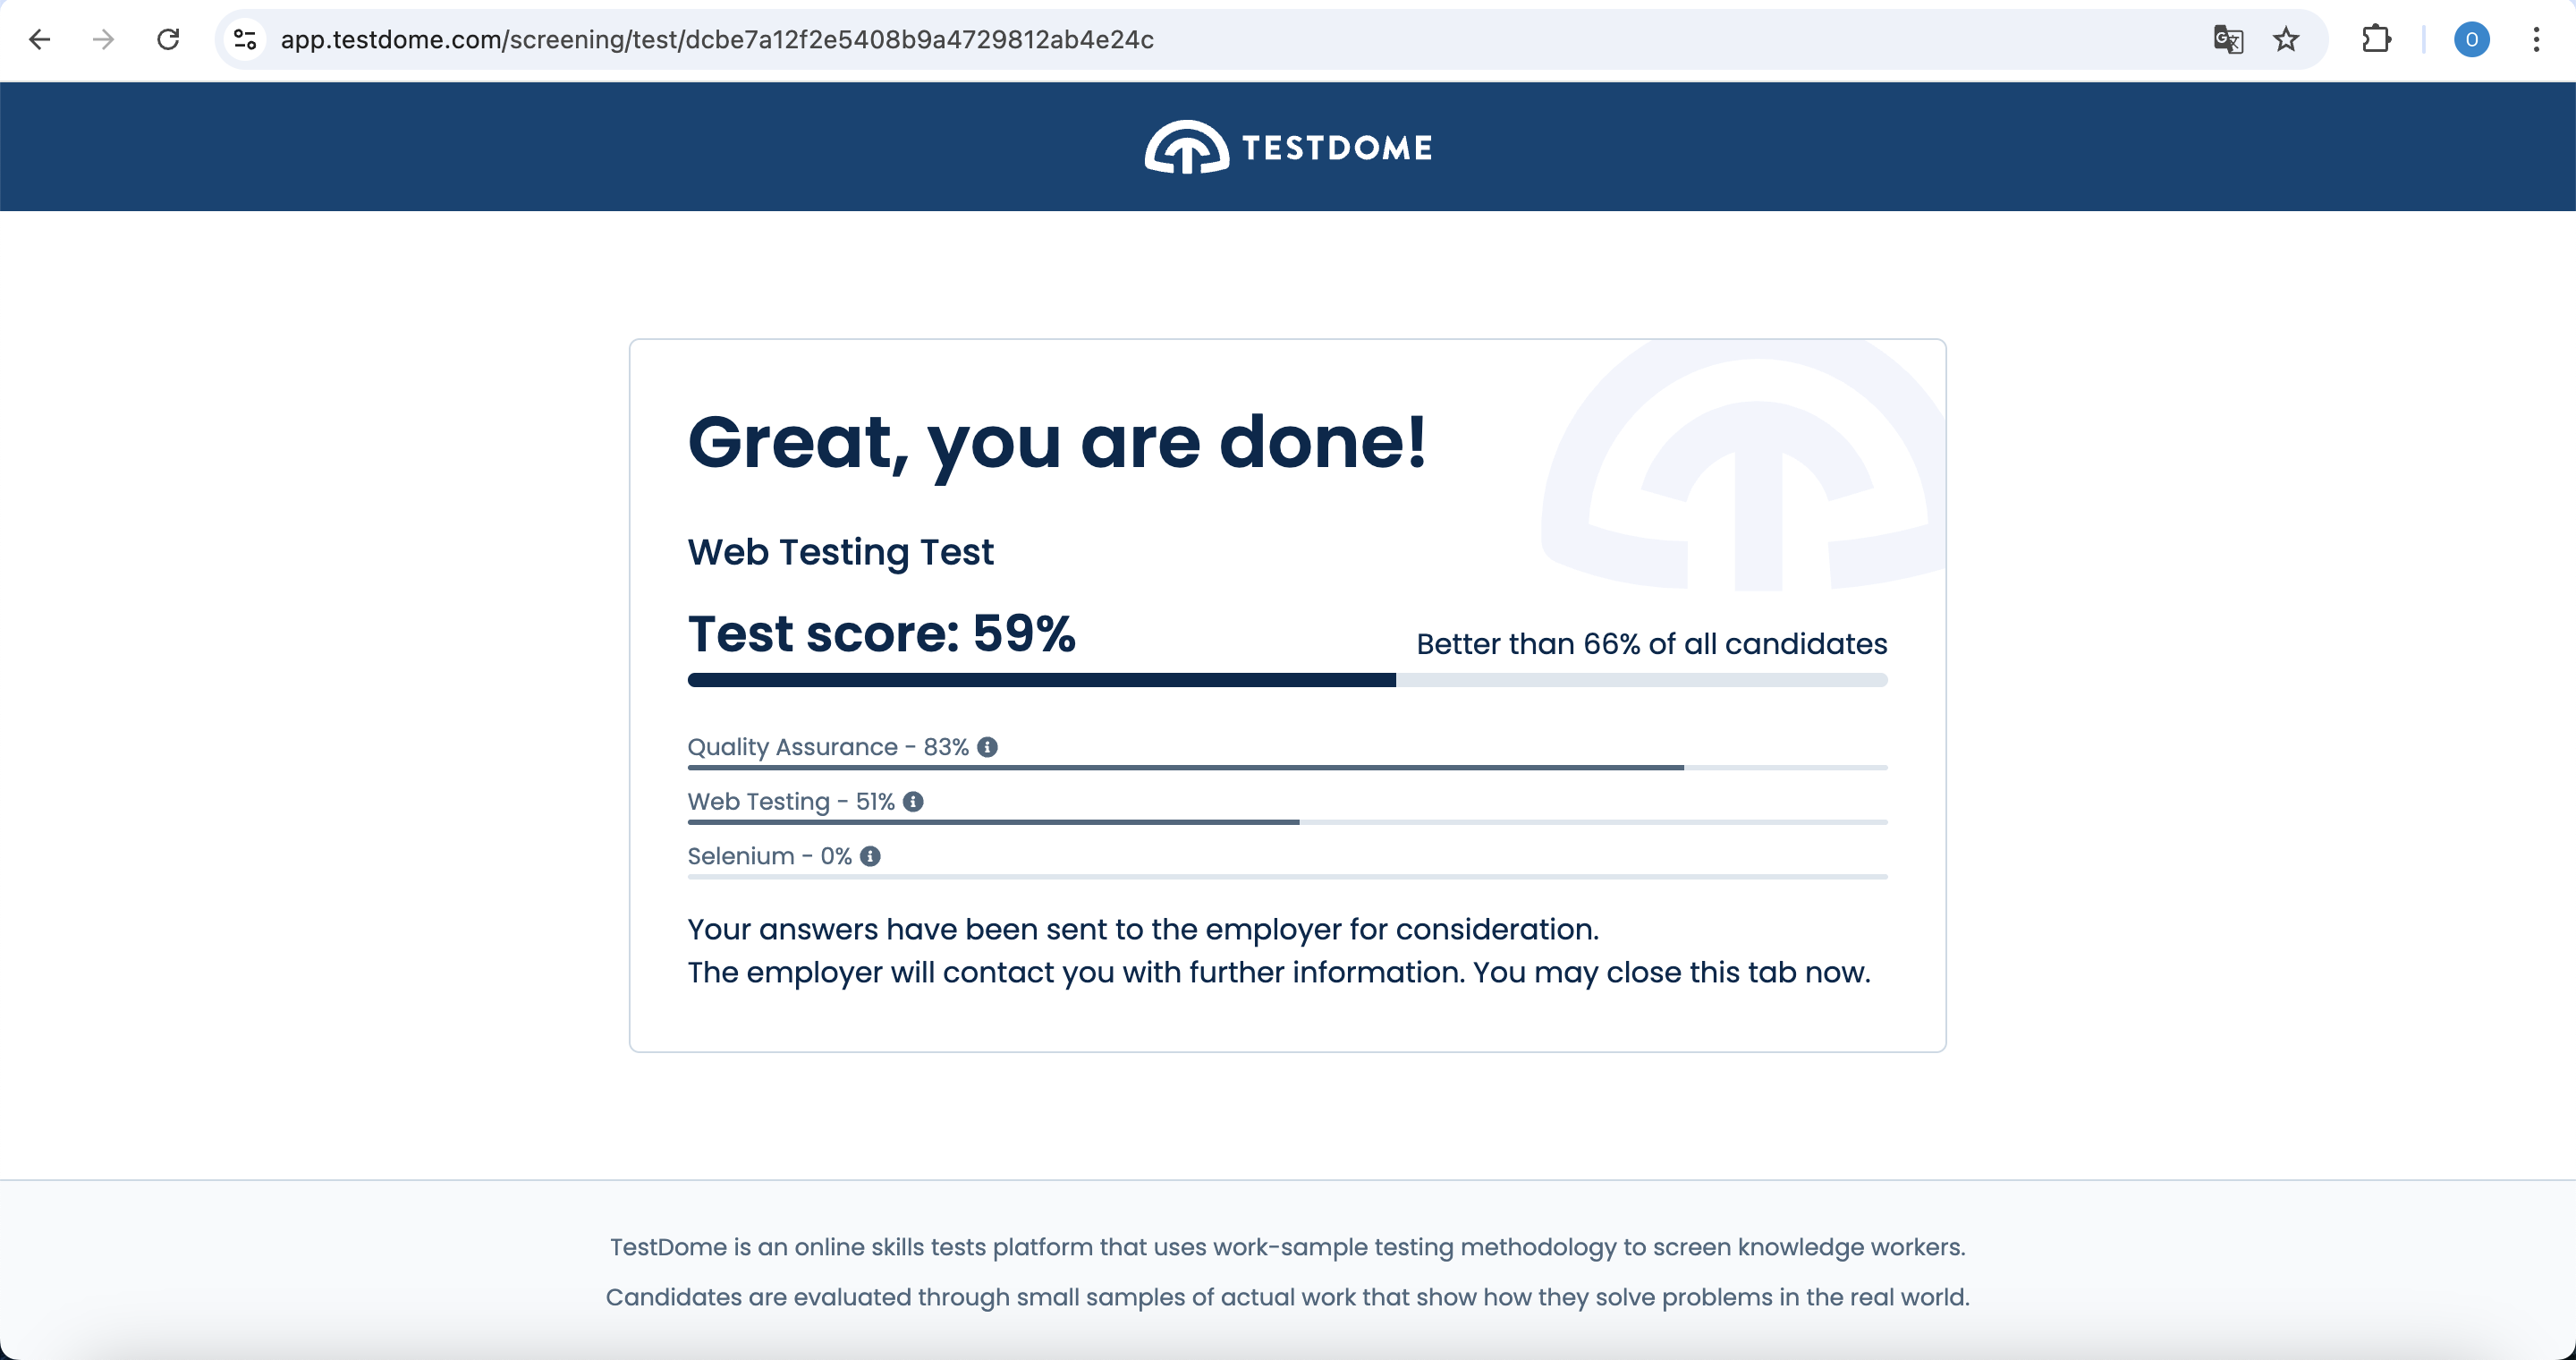 app.testdome.com/screening/test/dcbe7a12f2e5408b9a4729812ab4e24c
O
TESTDOME
Great, you are done!
Web Testing Test
Test score: 59%
Better than 66% of all candidates
Quality Assurance - 83%
Web Testing - 51%
Selenium - 0%
Your answers have been sent to the employer for consideration.
The employer will contact you with further information. You may close this tab now.
TestDome is an online skills tests platform that uses work-sample testing methodology to screen knowledge workers.
Candidates are evaluated through small samples of actual work that show how they solve problems in the real world.